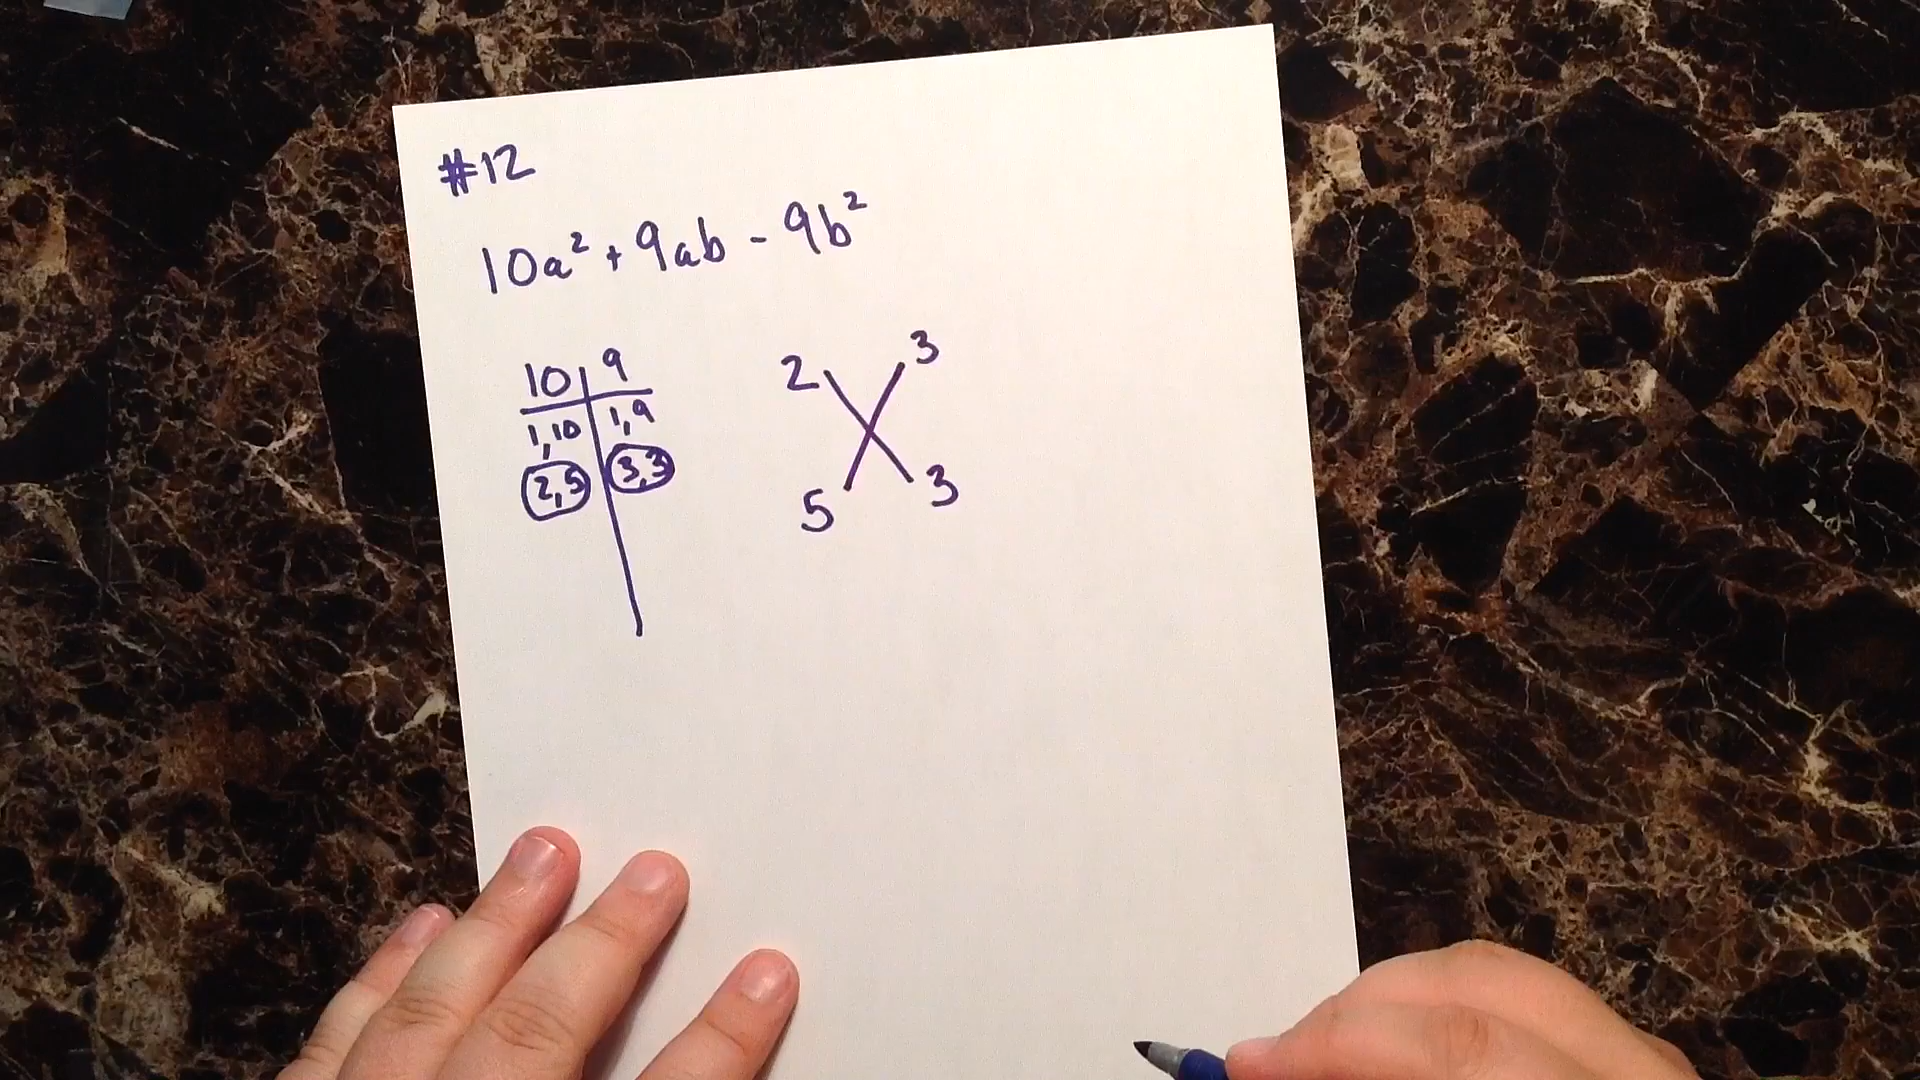 #12
10a² + 9ab - 9b²
10 | 9
1,10 | 1,9
2,5 | 3,3
2 3
5 3